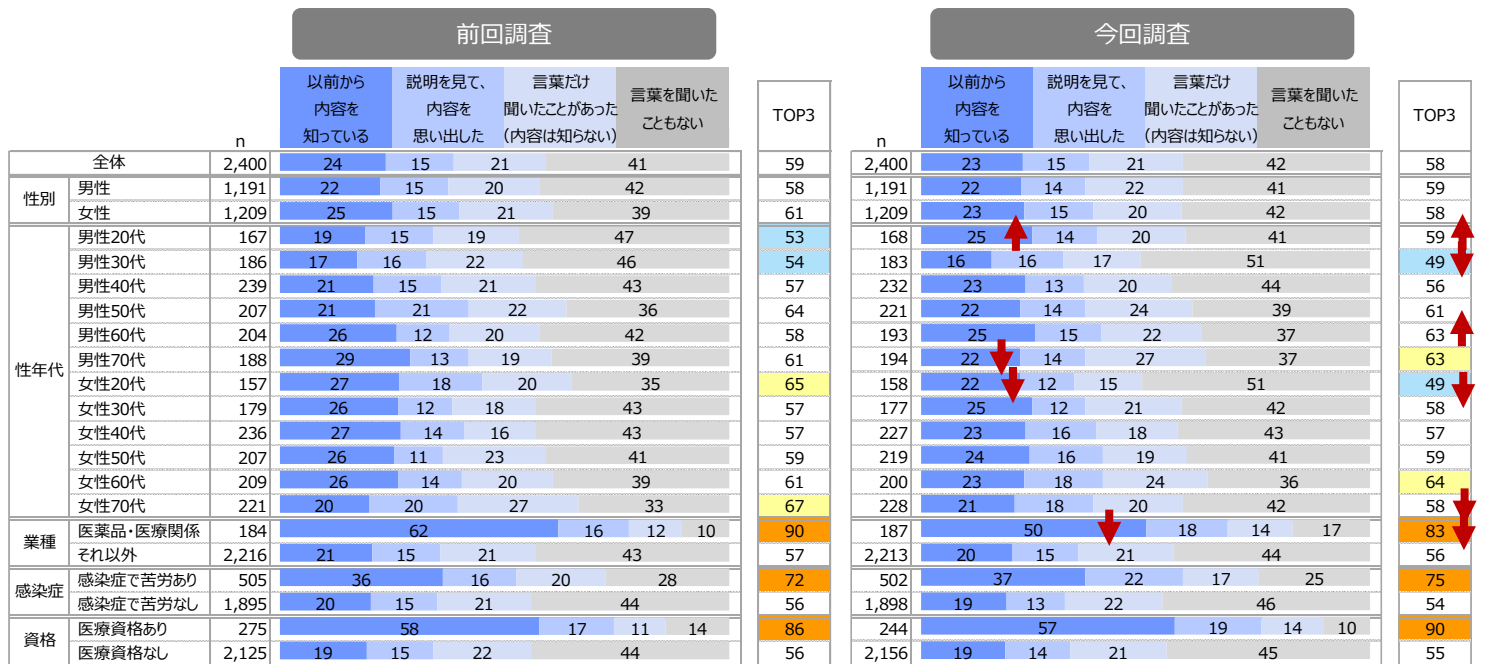 前回調査 今回調査
以前から 説明を見て、 言葉だけ 以前から 説明を見て、 言葉だけ
内容を 内容を 聞いたことがあった 言葉を聞いた TOP3 内容を 内容を 聞いたことがあった 言葉を聞いた TOP3
知っている 思い出した (内容は知らない) こともない 知っている 思い出した (内容は知らない) こともない
n n
全体 2,400 24 15 21 41 59 2,400 23 15 21 42 58
性別 男性 1,191 22 15 20 42 58 1,191 22 14 22 41 59
女性 1,209 25 15 21 39 61 1,209 23 15 20 42 58
性年代 男性20代 167 19 15 19 47 53 168 25 14 20 41 59
男性30代 186 17 16 22 46 54 183 16 16 17 51 49
男性40代 239 21 15 21 43 57 232 23 13 20 44 56
男性50代 207 21 21 22 36 64 221 22 14 24 39 61
男性60代 204 26 12 20 42 58 193 25 15 22 37 63
男性70代 188 29 13 19 39 61 194 22 14 27 37 63
女性20代 157 27 18 20 35 65 158 22 12 15 51 49
女性30代 179 26 12 18 43 57 177 25 12 21 42 58
女性40代 236 27 14 16 43 57 227 23 16 18 43 57
女性50代 207 26 11 23 41 59 219 24 16 19 41 59
女性60代 209 26 14 20 39 61 200 23 18 24 36 64
女性70代 221 20 20 27 33 67 228 21 18 20 42 58
業種 医薬品・医療関係 184 62 16 12 10 90 187 50 18 14 17 83
それ以外 2,216 21 15 21 43 57 2,213 20 15 21 44 56
感染症 感染症で苦労あり 505 36 16 20 28 72 502 37 22 17 25 75
感染症で苦労なし 1,895 20 15 21 44 56 1,898 19 13 22 46 54
資格 医療資格あり 275 58 17 11 14 86 244 57 19 14 10 90
医療資格なし 2,125 19 15 22 44 56 2,156 19 14 21 45 55